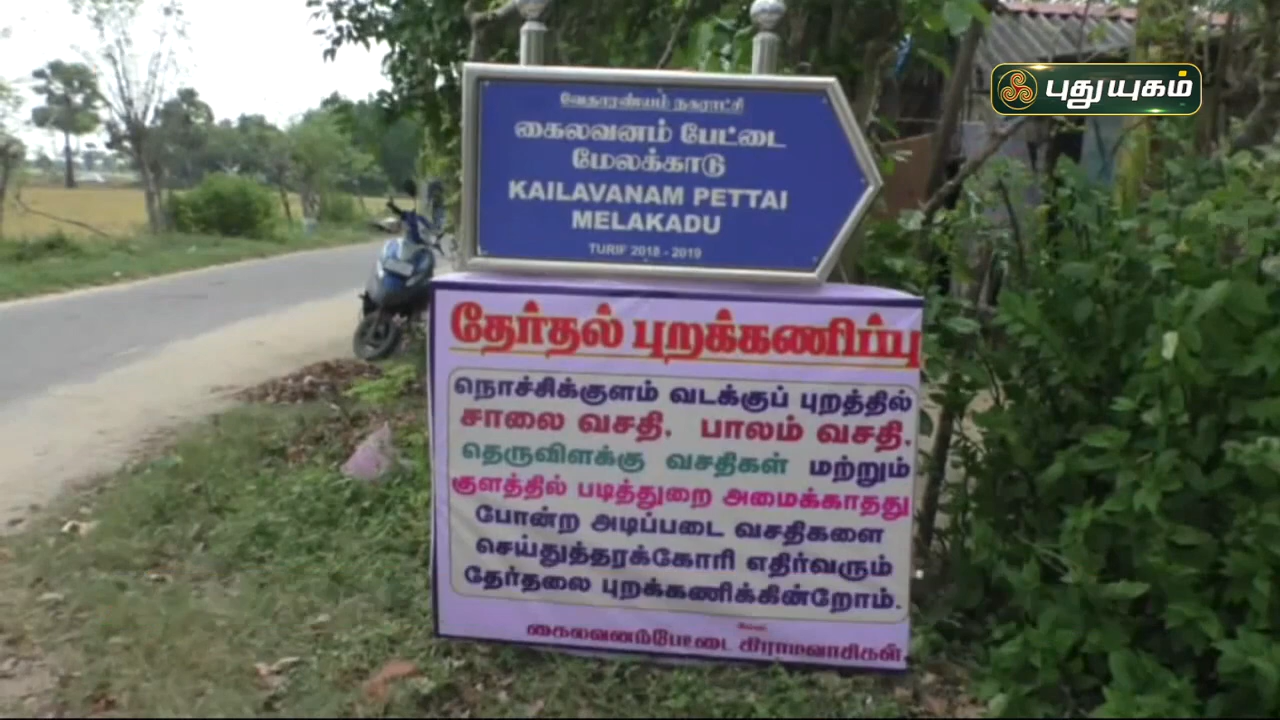 புதுயுகம்
வேதாரண்யம் நகராட்சி
கைலவனம் பேட்டை
மேலக்காடு
KAILAVANAM PETTAI
MELAKADU
TURIF 2018 - 2019
தேர்தல் புறக்கணிப்பு
நொச்சிக்குளம் வடக்குப் புறத்தில்
சாலை வசதி, பாலம் வசதி,
தெருவிளக்கு வசதிகள் மற்றும்
குளத்தில் படித்துறை அமைக்காதது
போன்ற அடிப்படை வசதிகளை
செய்துத்தரக்கோரி எதிர்வரும்
தேர்தலை புறக்கணிக்கின்றோம்.
கைலவனம்பேட்டை கிராமவாசிகள்